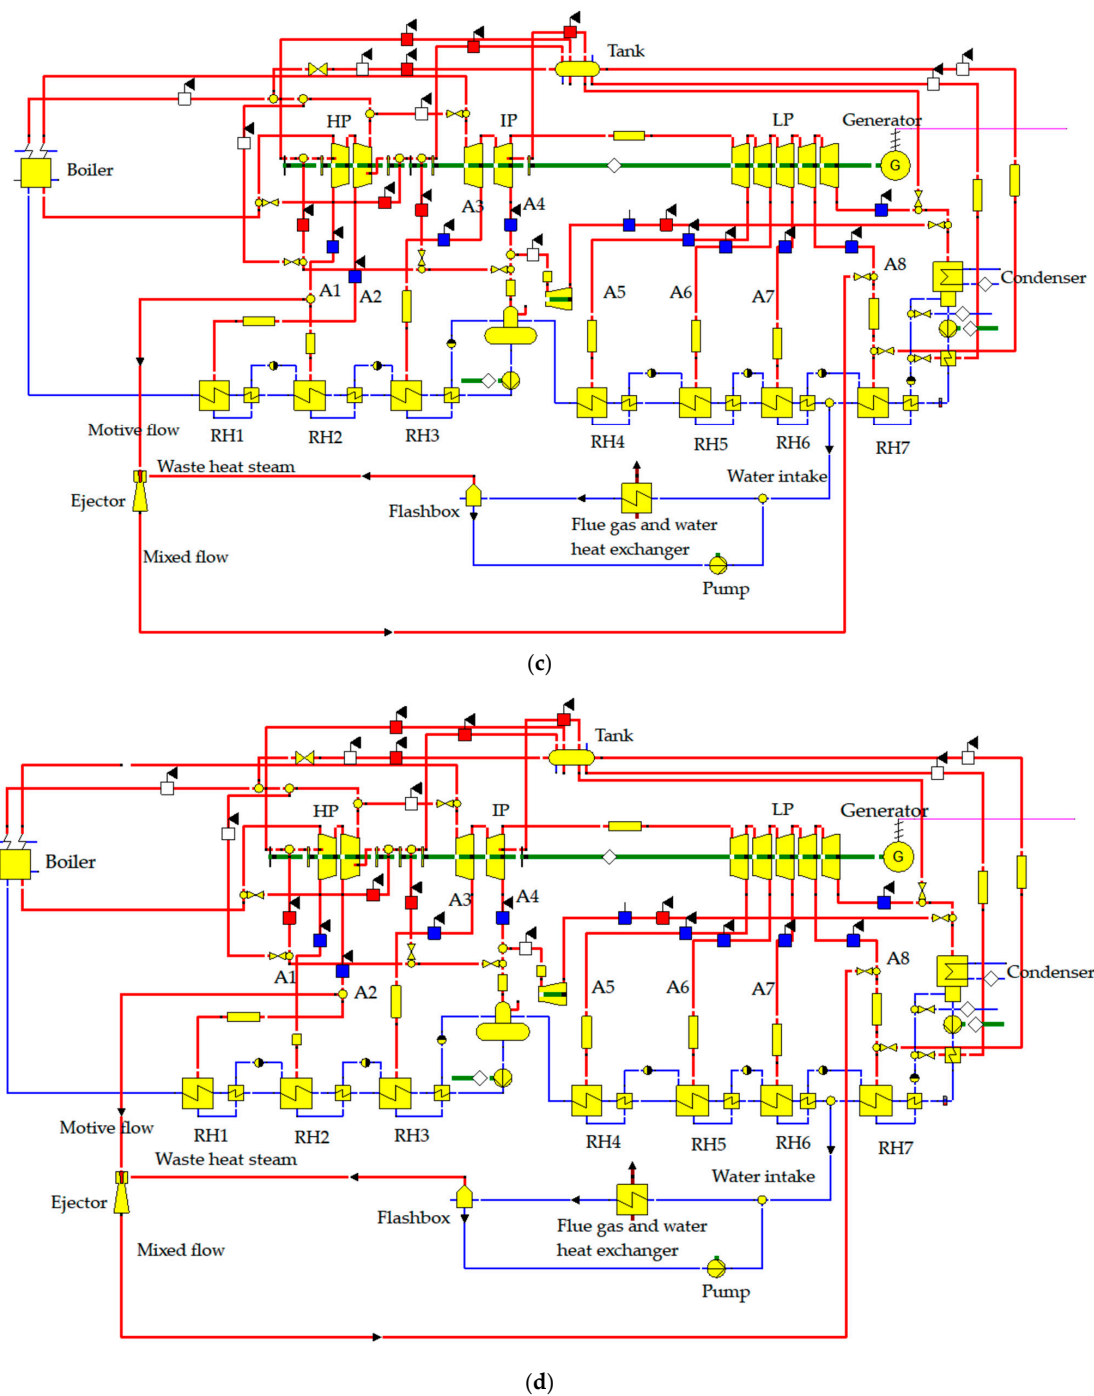 Tank
HP
IP
LP
Generator
G
Boiler
A3
A4
A1
A2
A5
A6
A7
A8
Condenser
RH1
RH2
RH3
RH4
RH5
RH6
RH7
Motive flow
Waste heat steam
Water intake
Ejector
Flashbox
Flue gas and water
heat exchanger
Mixed flow
Pump
(c)
Tank
HP
IP
LP
Generator
G
Boiler
A3
A4
A1
A2
A5
A6
A7
A8
Condenser
RH1
RH2
RH3
RH4
RH5
RH6
RH7
Motive flow
Waste heat steam
Water intake
Ejector
Flashbox
Flue gas and water
heat exchanger
Mixed flow
Pump
(d)